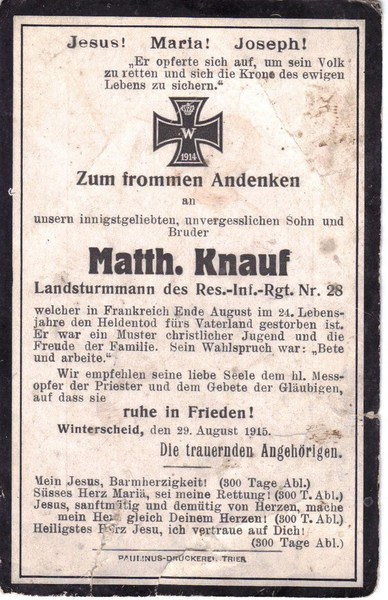 Jesus! Maria! Joseph!
„Er opferte sich auf, um sein Volk
zu retten und sich die Krone des ewigen
Lebens zu sichern."
W
1914
Zum frommen Andenken
an
unsern innigstgeliebten, unvergesslichen Sohn und
Bruder
Matth. Knauf
Landsturmmann des Res.-Inf.-Rgt. Nr. 28
welcher in Frankreich Ende August im 24. Lebens-
jahre den Heldentod fürs Vaterland gestorben ist.
Er war ein Muster christlicher Jugend und die
Freude der Familie. Sein Wahlspruch war: „Bete
und arbeite."
Wir empfehlen seine liebe Seele dem hl. Mess-
opfer der Priester und dem Gebete der Gläubigen,
auf dass sie
ruhe in Frieden!
Winterscheid, den 29. August 1915.
Die trauernden Angehörigen.
Mein Jesus, Barmherzigkeit! (300 Tage Abl.)
Süsses Herz Mariä, sei meine Rettung! (300 T. Abl.)
Jesus, sanftmütig und demütig von Herzen, mache
mein Herz gleich Deinem Herzen! (300 T. Abl.)
Heiligstes Herz Jesu, ich vertraue auf Dich!
(300 Tage Abl.)
PAULINUS-DRUCKEREI, TRIER.